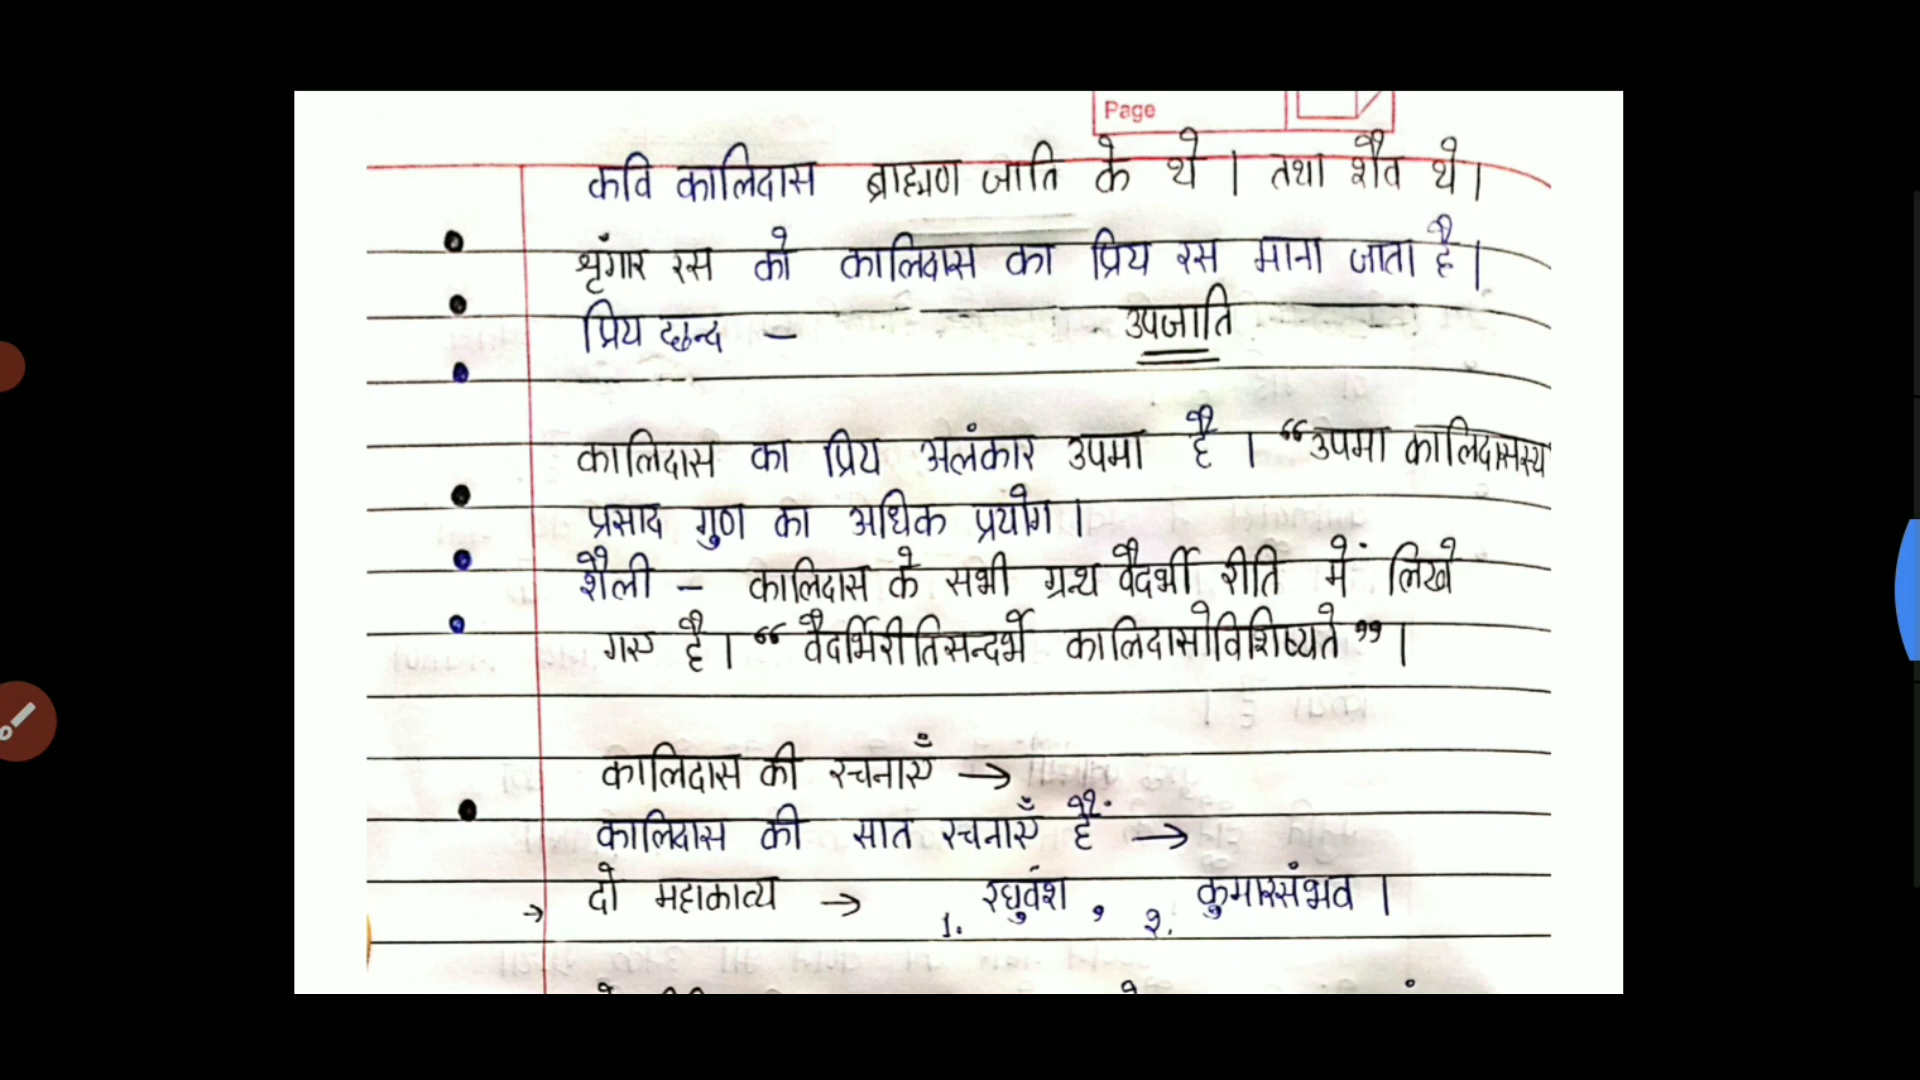 Page
कवि कालिदास ब्राह्मण जाति के थे । तथा शैव थे ।
श्रृंगार रस को कालिदास का प्रिय रस माना जाता है ।
प्रिय छन्द – उपजाति
कालिदास का प्रिय अलंकार उपमा है । “उपमा कालिदासस्य
प्रसाद गुण का अधिक प्रयोग ।
शैली – कालिदास के सभी ग्रन्थ वैदर्भी रीति में लिखे
गए है । “ वैदर्भिरीतिसन्दर्भे कालिदासोविशिष्यते ” ।
कालिदास की रचनाएँ →
कालिदास की सात रचनाएँ हैं →
→ दो महाकाव्य → 1. रघुवंश , २. कुमारसंभव ।